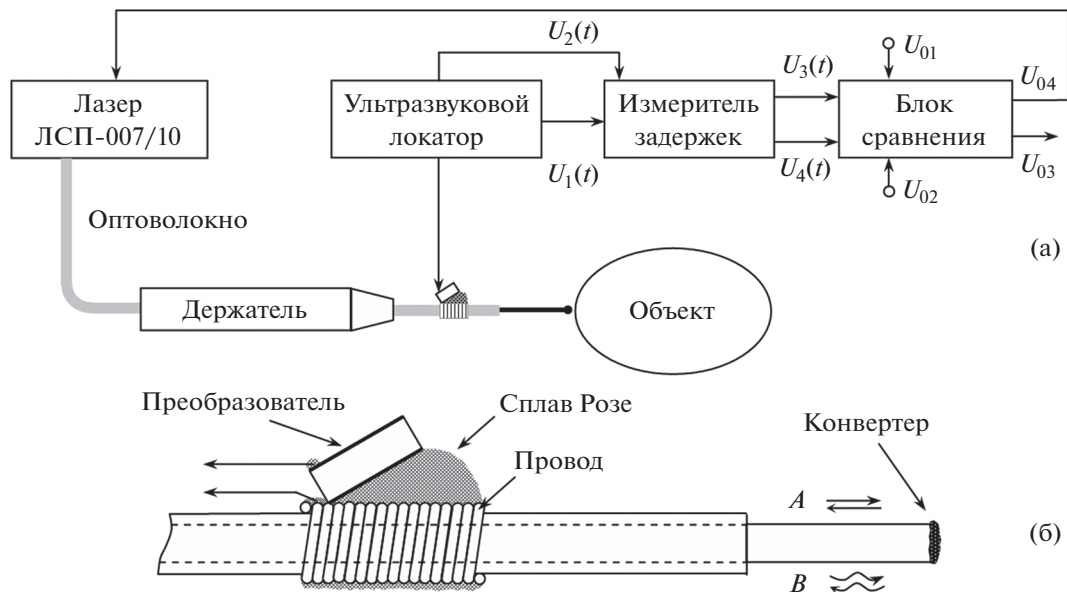 U2(t)
U01
U3(t)
U04
Лазер
ЛСП-007/10
Ультразвуковой
локатор
Измеритель
задержек
Блок
сравнения
U1(t)
U4(t)
U03
U02
Оптоволокно
(а)
Держатель
Объект
Преобразователь
Сплав Розе
Конвертер
Провод
A
(б)
B